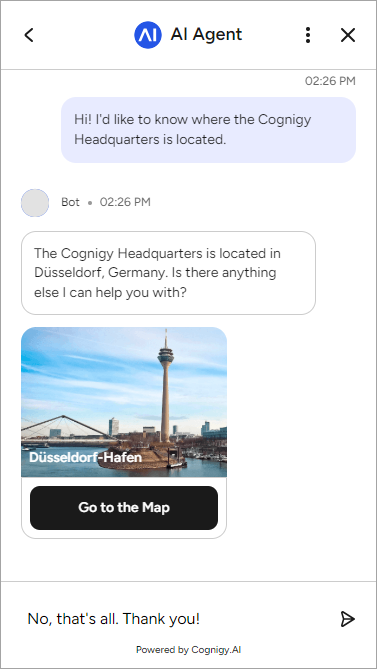 AI Agent
02:26 PM
Hi! I'd like to know where the Cognigy
Headquarters is located.
Bot • 02:26 PM
The Cognigy Headquarters is located in
Düsseldorf, Germany. Is there anything
else I can help you with?
Düsseldorf-Hafen
Go to the Map
No, that's all. Thank you!
Powered by Cognigy.AI